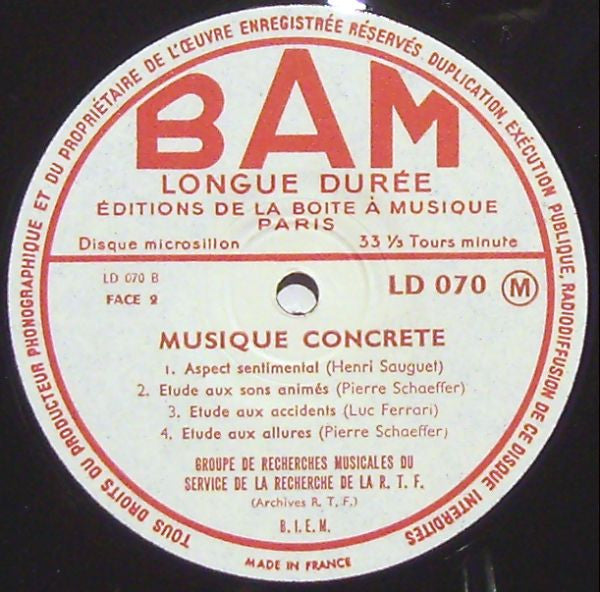 TOUS DROITS DU PRODUCTEUR PHONOGRAPHIQUE ET DU PROPRIÉTAIRE DE L'ŒUVRE ENREGISTRÉE RÉSERVÉS. DUPLICATION, EXÉCUTION PUBLIQUE, RADIODIFFUSION DE CE DISQUE INTERDITES
BAM
LONGUE DURÉE
ÉDITIONS DE LA BOITE À MUSIQUE
PARIS
Disque microsillon 33 ⅓ Tours minute
LD 070 B LD 070 M
FACE 2
MUSIQUE CONCRETE
1. Aspect sentimental (Henri Sauguet)
2. Etude aux sons animés (Pierre Schaeffer)
3. Etude aux accidents (Luc Ferrari)
4. Etude aux allures (Pierre Schaeffer)
GROUPE DE RECHERCHES MUSICALES DU
SERVICE DE LA RECHERCHE DE LA R. T. F.
(Archives R. T. F.)
B.I.E.M.
MADE IN FRANCE